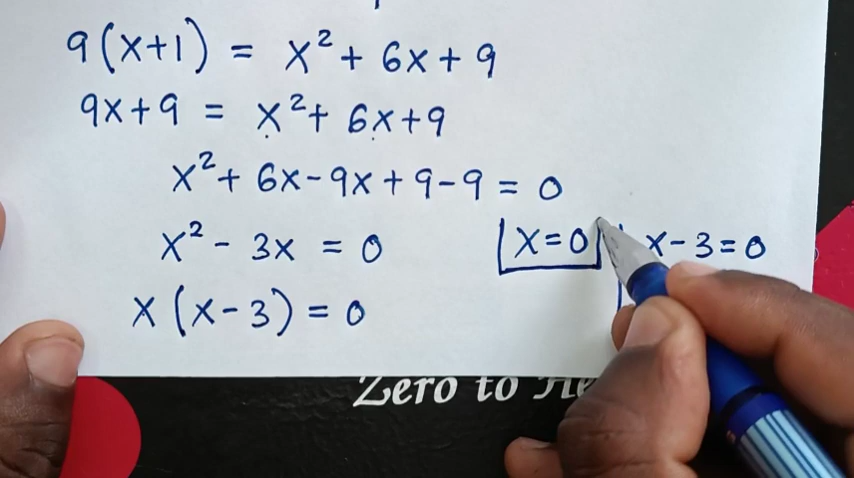 9(x+1) = x² + 6x + 9
9x+9 = x²+ 6x+9
x²+ 6x-9x+9-9 = 0
x² - 3x = 0
x=0
x-3=0
x(x-3) = 0
Zero to